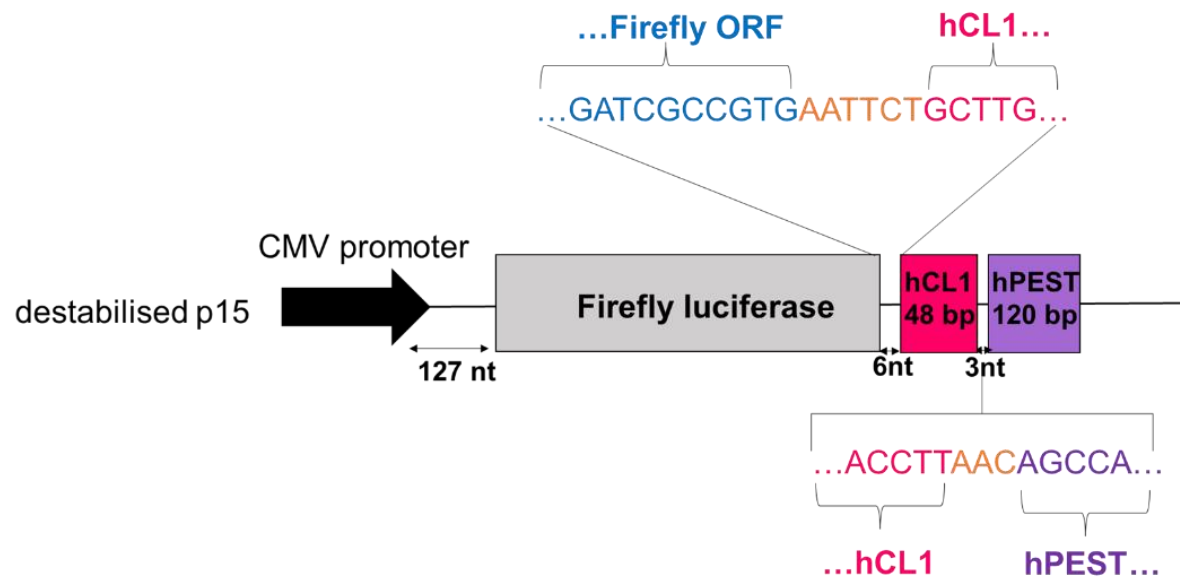 ...Firefly ORF hCL1...
...GATCGCCGTGAATTCTGCTTG...
CMV promoter
destabilised p15
Firefly luciferase
hCL1
48 bp
hPEST
120 bp
127 nt
6nt
3nt
...ACCTTAACAGCCA...
...hCL1 hPEST...